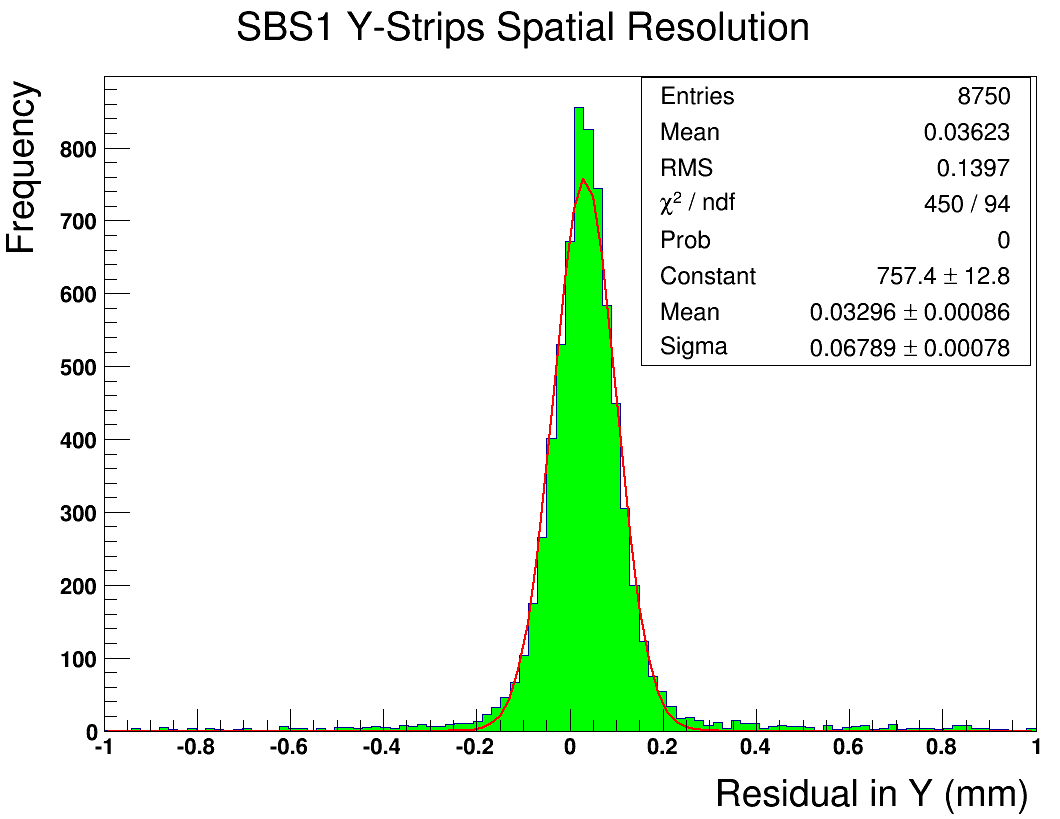 SBS1 Y-Strips Spatial Resolution
Frequency
Entries 8750
Mean 0.03623
RMS 0.1397
χ² / ndf 450 / 94
Prob 0
Constant 757.4 ± 12.8
Mean 0.03296 ± 0.00086
Sigma 0.06789 ± 0.00078
800
700
600
500
400
300
200
100
0
-1 -0.8 -0.6 -0.4 -0.2 0 0.2 0.4 0.6 0.8 1
Residual in Y (mm)